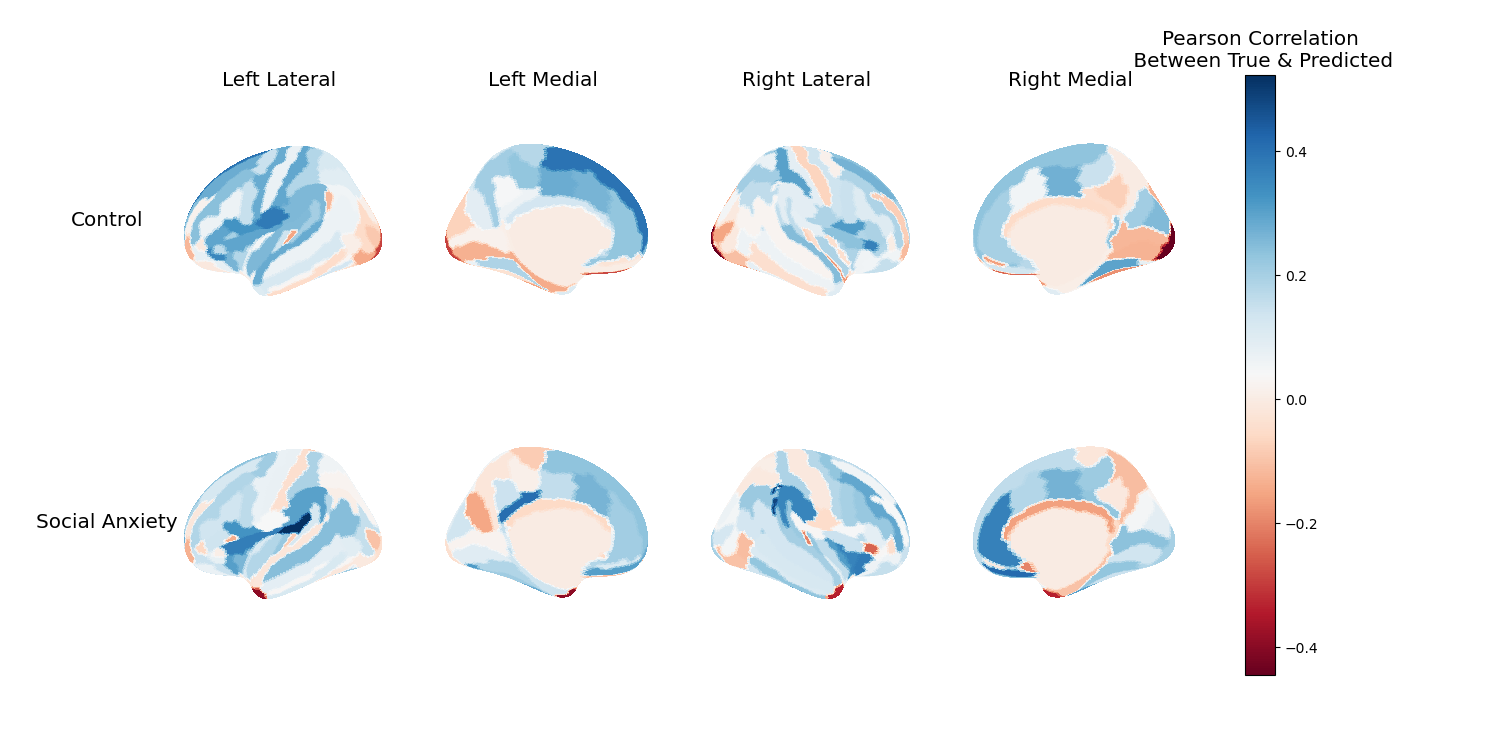 Pearson Correlation
Between True & Predicted
Left Lateral
Left Medial
Right Lateral
Right Medial
Control
Social Anxiety
0.4
0.2
0.0
−0.2
−0.4